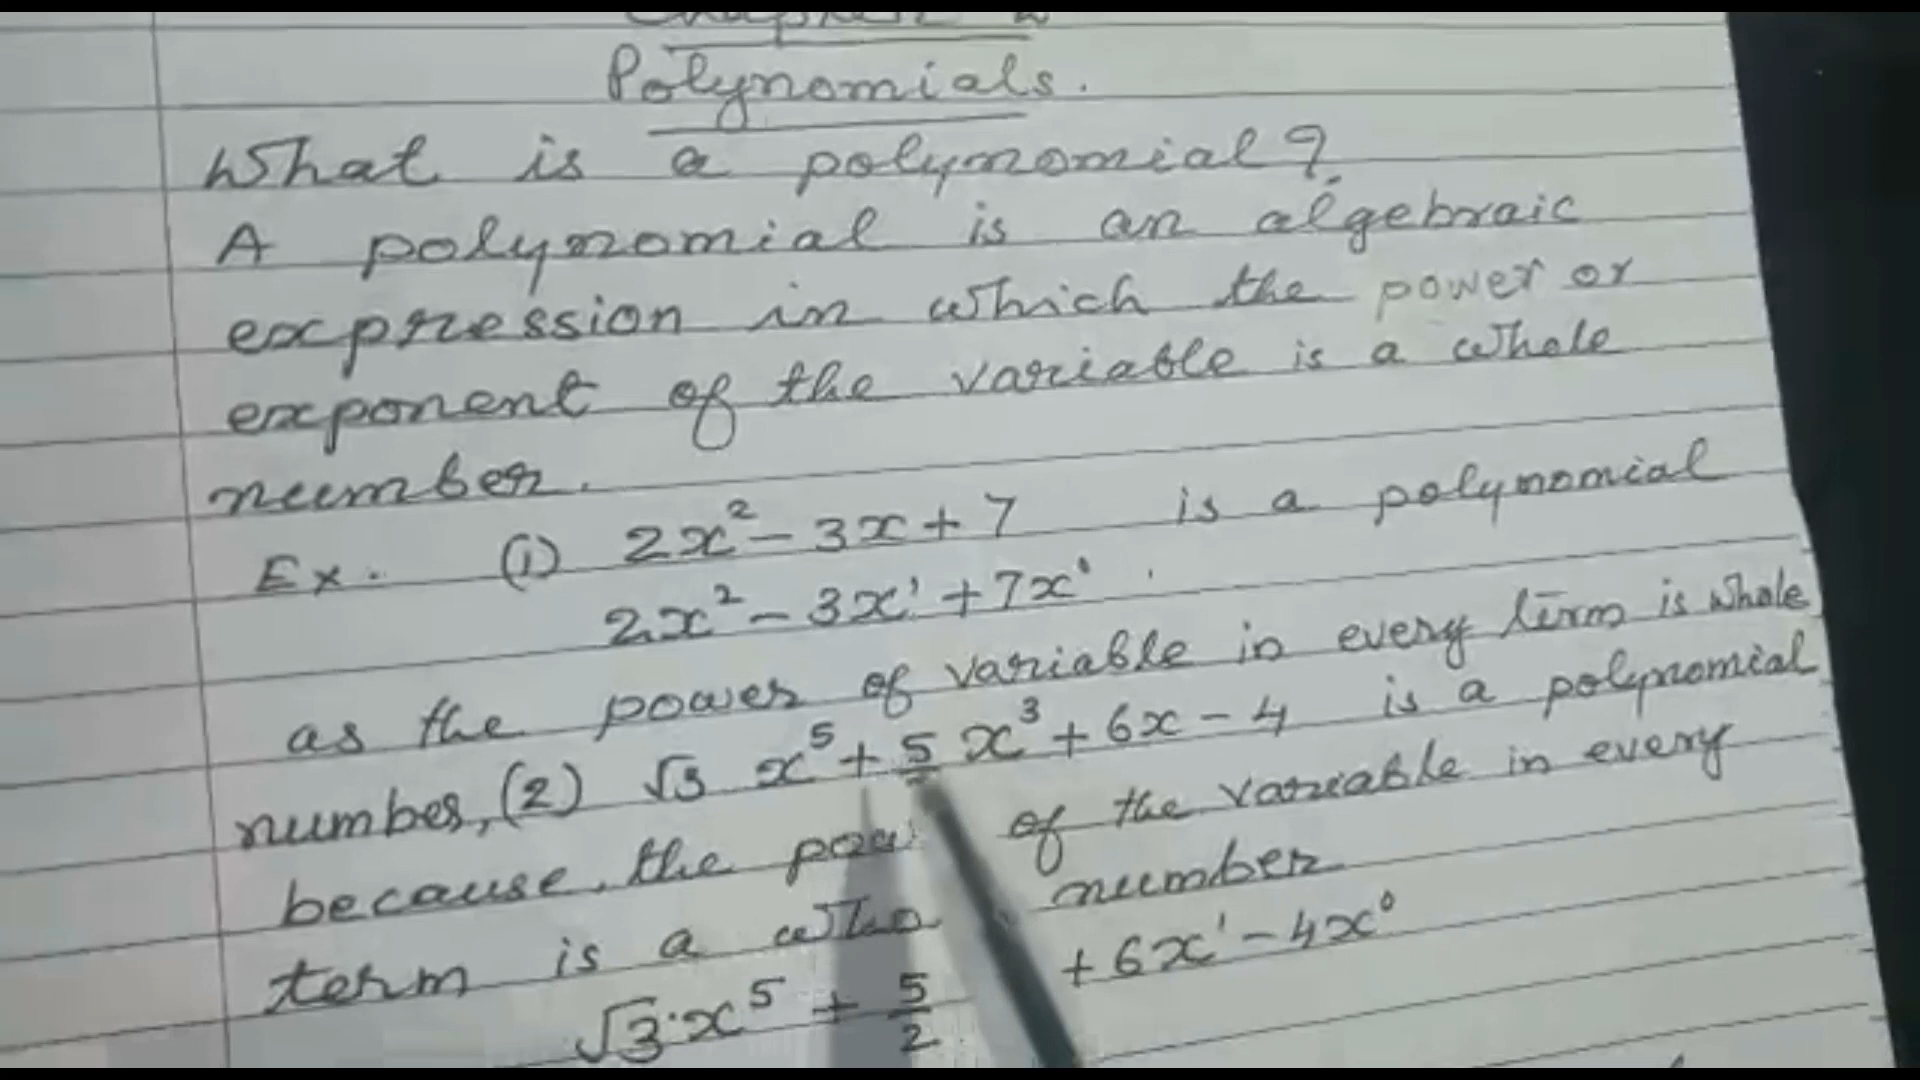 Chapter 2
Polynomials.
What is a polynomial?
A polynomial is an algebraic
expression in which the power or
exponent of the variable is a whole
number.
Ex. (i) 2x² - 3x + 7 is a polynomial
2x² - 3x¹ + 7x⁰.
as the power of variable in every term is whole
number, (2) √3 x⁵ + 5 x³ + 6x - 4 is a polynomial
because, the of the variable in every
term is a number
√3·x⁵ + 5/2 + 6x¹ - 4x⁰